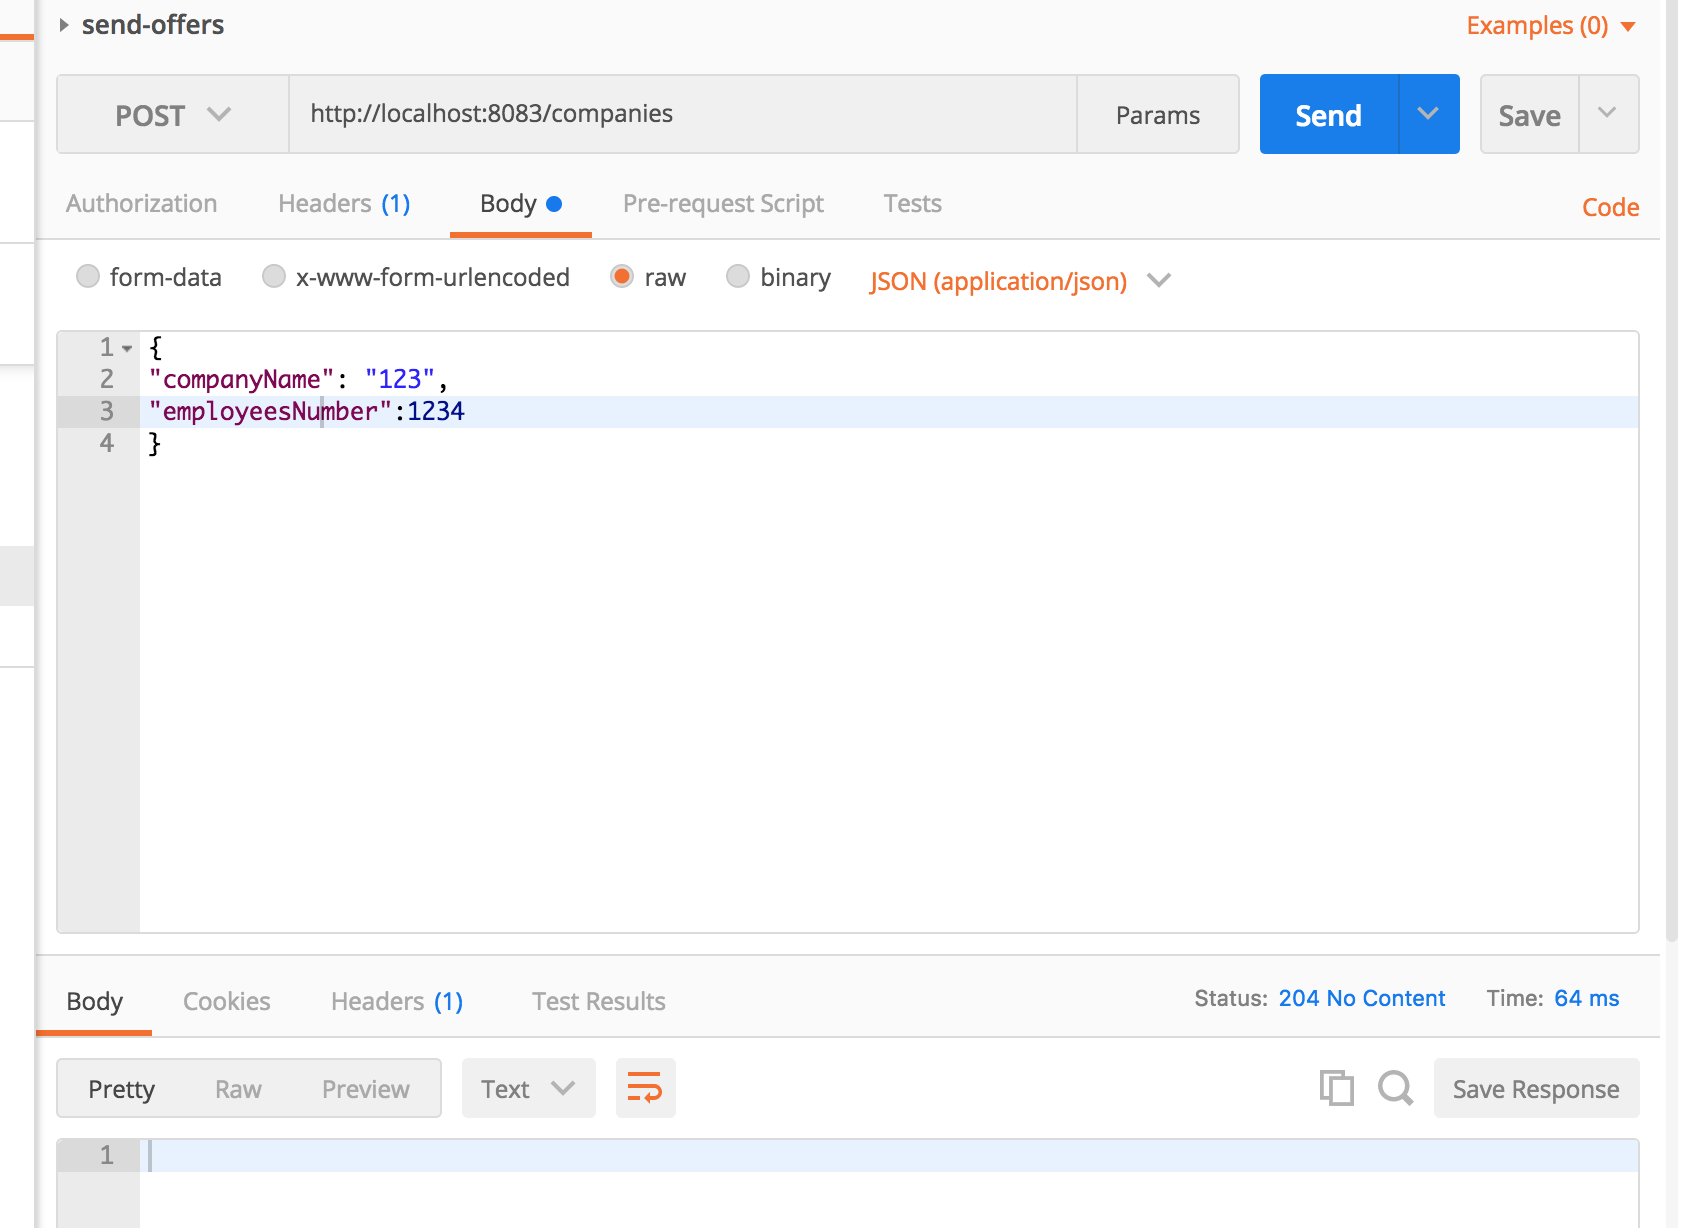 send-offers
Examples (0)
POST http://localhost:8083/companies Params Send Save
Authorization Headers (1) Body Pre-request Script Tests Code
form-data x-www-form-urlencoded raw binary JSON (application/json)
1 {
2 "companyName": "123",
3 "employeesNumber":1234
4 }
Body Cookies Headers (1) Test Results Status: 204 No Content Time: 64 ms
Pretty Raw Preview Text Save Response
1